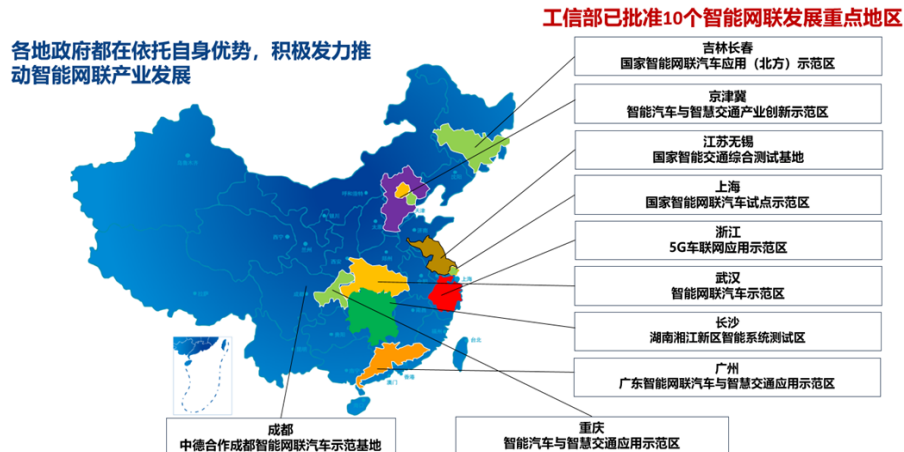 工信部已批准10个智能网联发展重点地区
各地政府都在依托自身优势，积极发力推
动智能网联产业发展
吉林长春
国家智能网联汽车应用（北方）示范区
京津冀
智能汽车与智慧交通产业创新示范区
江苏无锡
国家智能交通综合测试基地
上海
国家智能网联汽车试点示范区
浙江
5G车联网应用示范区
武汉
智能网联汽车示范区
长沙
湖南湘江新区智能系统测试区
广州
广东智能网联汽车与智慧交通应用示范区
成都
中德合作成都智能网联汽车示范基地
重庆
智能汽车与智慧交通应用示范区
上海
台北
香港
澳门